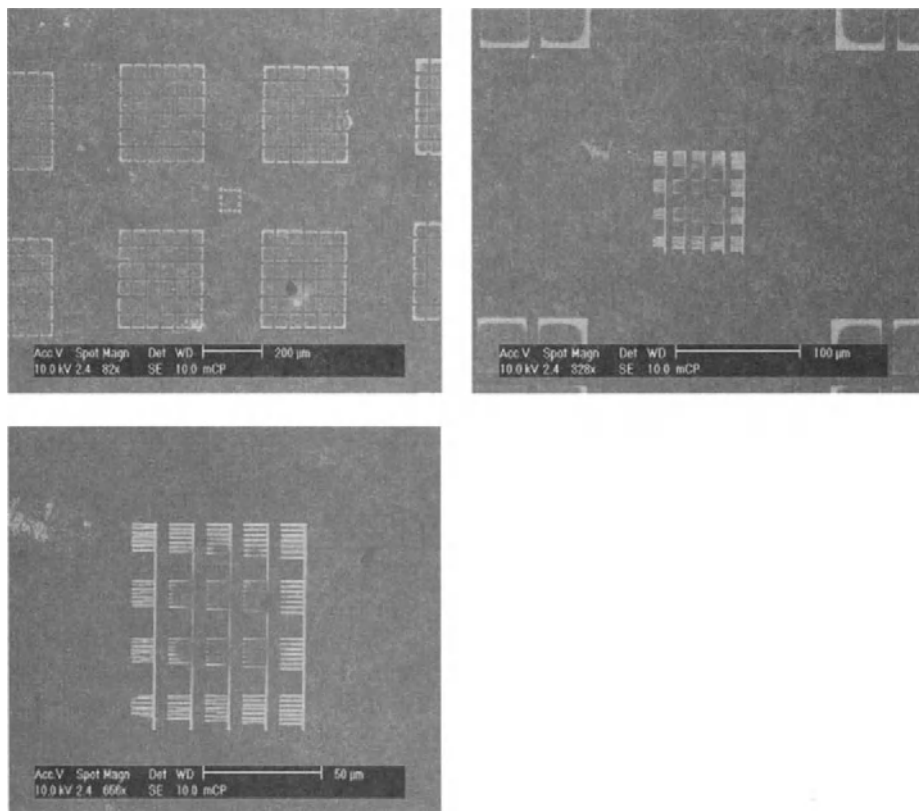 Acc.V Spot Magn Det WD 200 µm
10.0 kV 2.4 82x SE 10.0 mCP
Acc.V Spot Magn Det WD 100 µm
10.0 kV 2.4 328x SE 10.0 mCP
Acc.V Spot Magn Det WD 50 µm
10.0 kV 2.4 656x SE 10.0 mCP